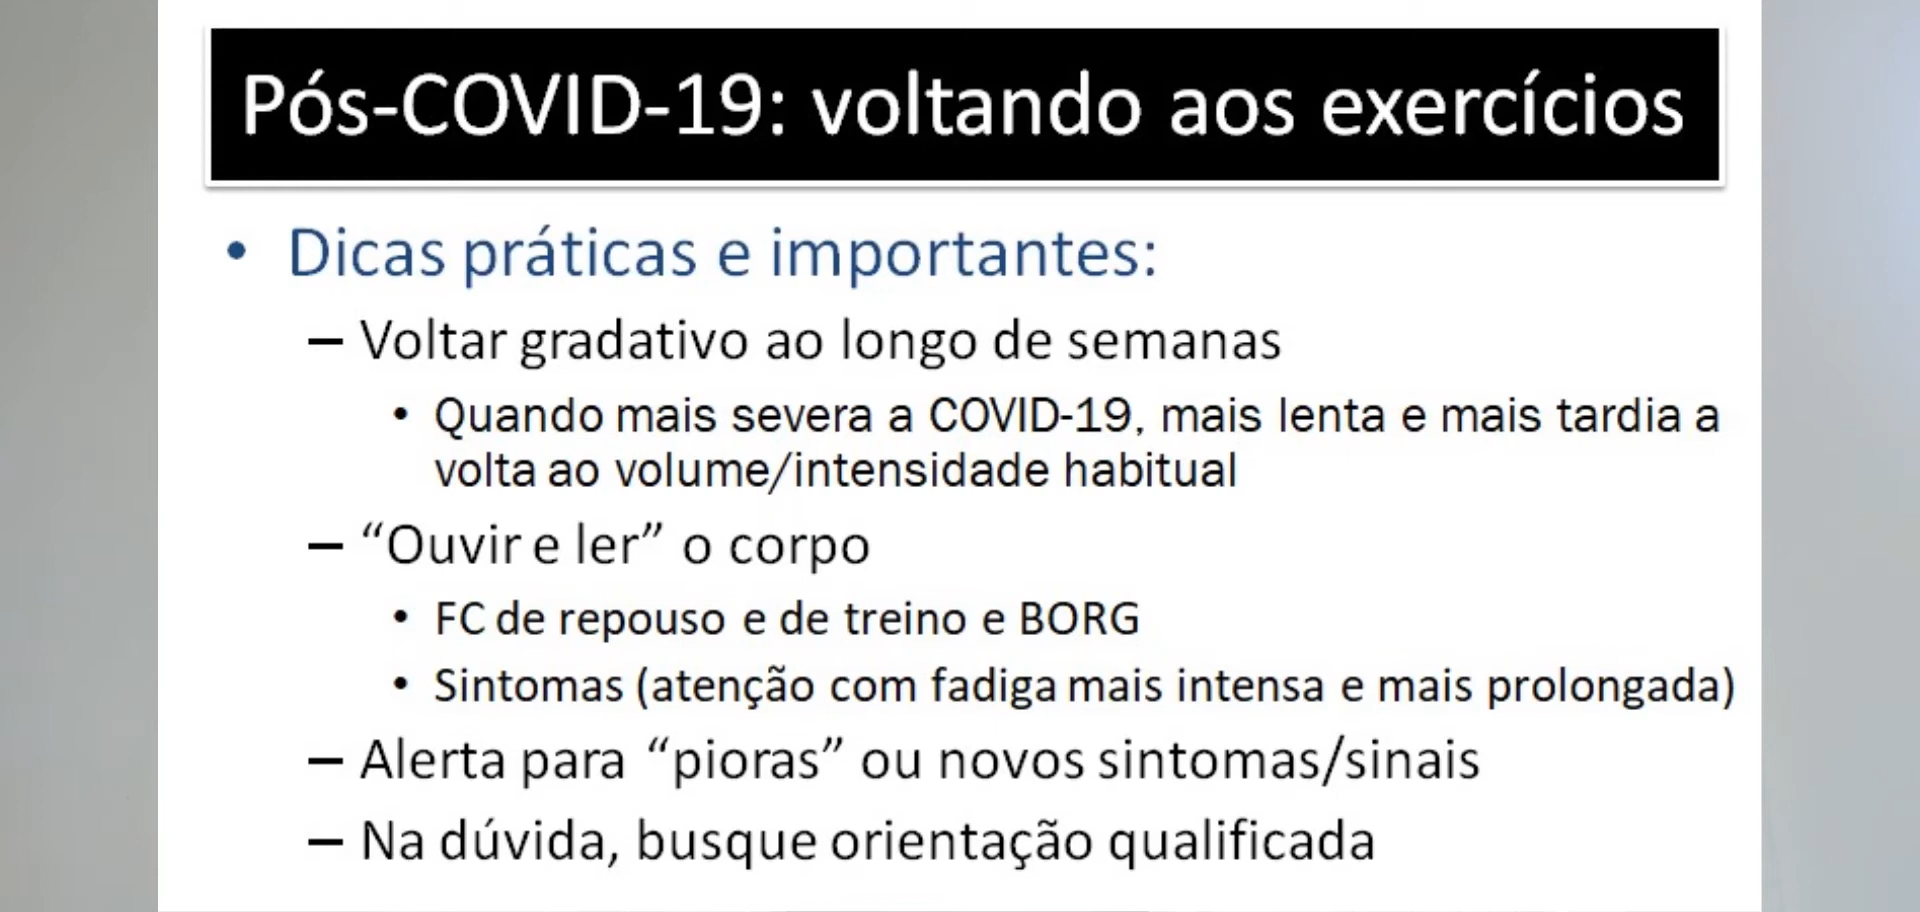 Pós-COVID-19: voltando aos exercícios
• Dicas práticas e importantes:
– Voltar gradativo ao longo de semanas
• Quando mais severa a COVID-19, mais lenta e mais tardia a
volta ao volume/intensidade habitual
– “Ouvir e ler” o corpo
• FC de repouso e de treino e BORG
• Sintomas (atenção com fadiga mais intensa e mais prolongada)
– Alerta para “pioras” ou novos sintomas/sinais
– Na dúvida, busque orientação qualificada